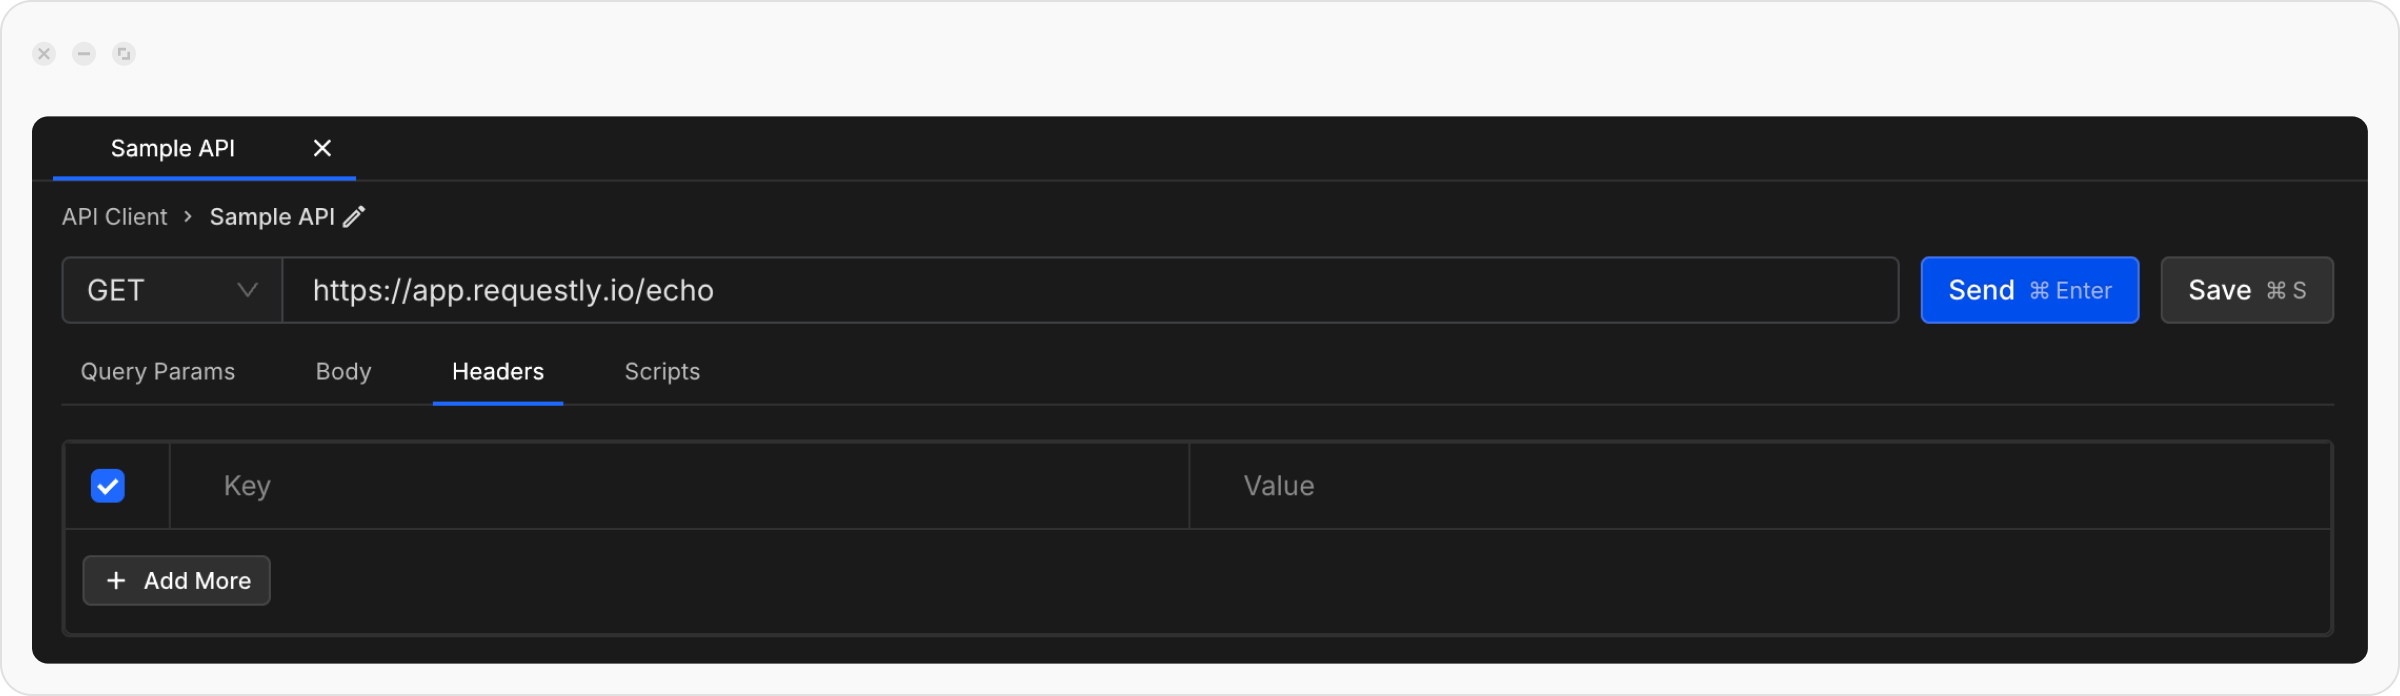 Sample API
API Client > Sample API
GET https://app.requestly.io/echo Send ⌘ Enter Save ⌘ S
Query Params Body Headers Scripts
Key Value
+ Add More